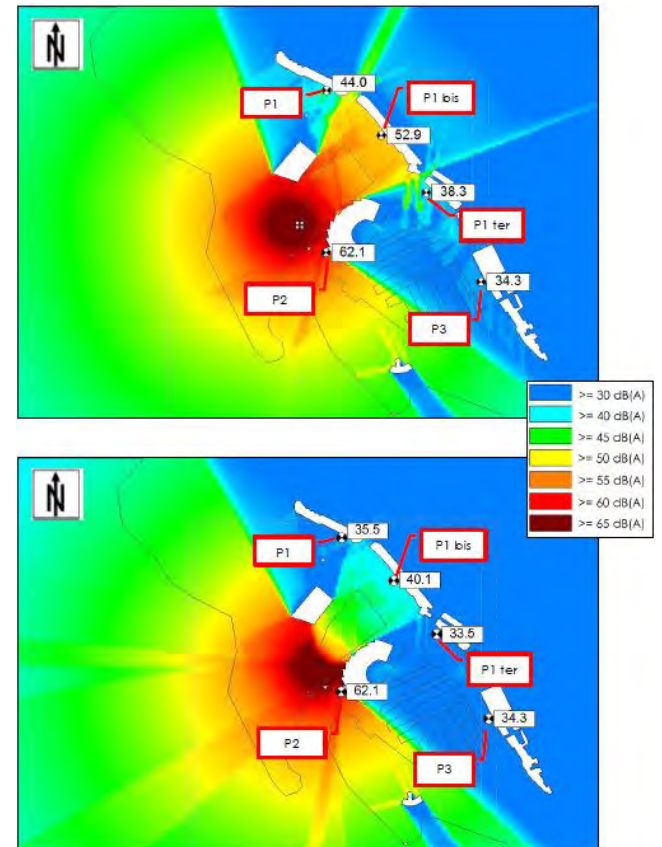 N
44.0
P1
P1 bis
52.9
38.3
P1 ter
62.1
P2
34.3
P3
>= 30 dB(A)
>= 40 dB(A)
>= 45 dB(A)
>= 50 dB(A)
>= 55 dB(A)
>= 60 dB(A)
>= 65 dB(A)
N
35.5
P1
P1 bis
40.1
33.5
P1 ter
62.1
P2
34.3
P3